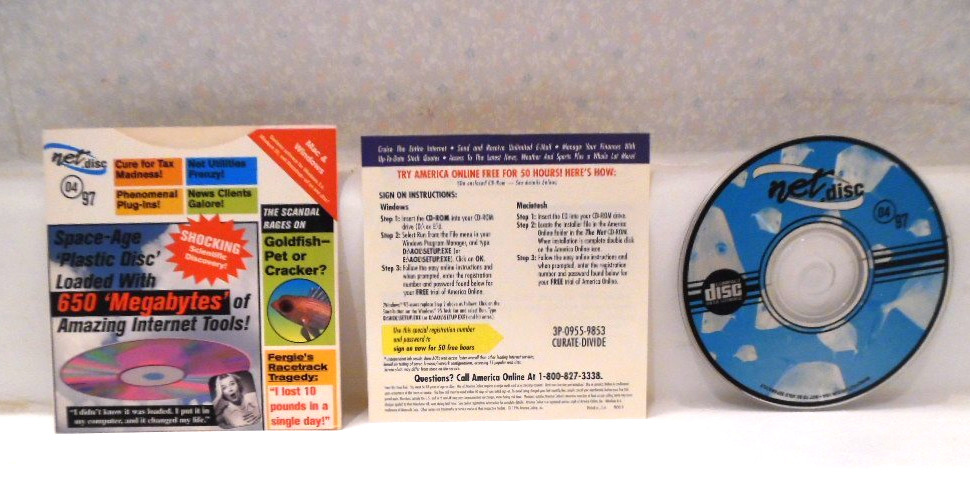 net disc
04 97
Cure for Tax Madness!
Net Utilities Frenzy!
Phenomenal Plug-Ins!
News Clients Galore!
Mac & Windows
Space-Age
'Plastic Disc'
Loaded With
650 'Megabytes' of
Amazing Internet Tools!
SHOCKING
Scientific
Discovery!
THE SCANDAL
RAGES ON
Goldfish–
Pet or
Cracker?
Fergie's
Racetrack
Tragedy:
"I lost 10
pounds in a
single day!"
"I didn't know it was loaded. I put it in
my computer, and it changed my life."
Cruise The Entire Internet • Send and Receive Unlimited E-Mail • Manage Your Finances With
Up-To-Date Stock Quotes • Access To The Latest News, Weather And Sports Plus a Whole Lot More!
TRY AMERICA ONLINE FREE FOR 50 HOURS! HERE'S HOW:
SIGN ON INSTRUCTIONS:
Windows
Step 1: Insert the CD-ROM into your CD-ROM
drive
Step 2: Select Run from the File menu in your
Windows Program Manager, and type
D:\AOL\SETUP.EXE (or
E:\AOL\SETUP.EXE). Click on OK.
Step 3: Follow the easy online instructions and
when prompted, enter the registration
number and password found below for
your FREE trial of America Online.
Macintosh
Step 1: Insert the CD into your CD-ROM drive.
Step 2: Locate the installer file in the America
Online Folder in the The Net CD-ROM.
When installation is complete double click
on the America Online icon.
Step 3: Follow the easy online instructions and
when prompted, enter the registration
number and password found below for
your FREE trial of America Online.
Use this special registration number
and password to
sign on now for 50 free hours
3P-0955-9853
CURATE-DIVIDE
Questions? Call America Online At 1-800-827-3338.
net disc
04 97
COMPACT
disc